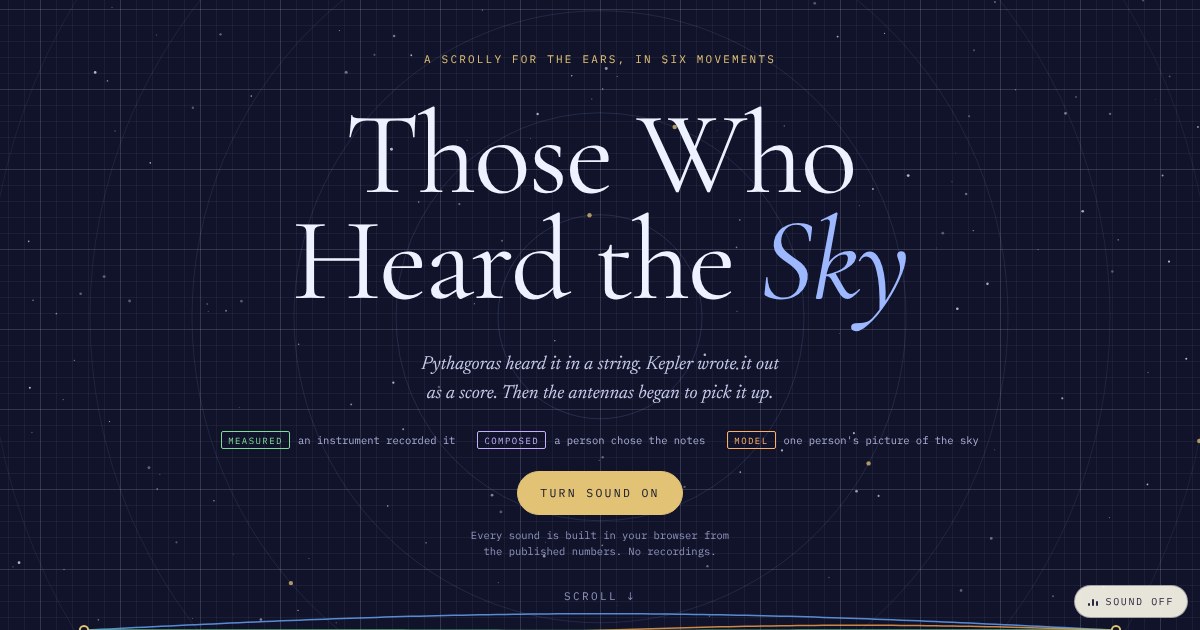 A SCROLLY FOR THE EARS, IN SIX MOVEMENTS
Those Who
Heard the Sky
Pythagoras heard it in a string. Kepler wrote it out
as a score. Then the antennas began to pick it up.
MEASURED an instrument recorded it COMPOSED a person chose the notes MODEL one person's picture of the sky
TURN SOUND ON
Every sound is built in your browser from
the published numbers. No recordings.
SCROLL ↓
SOUND OFF